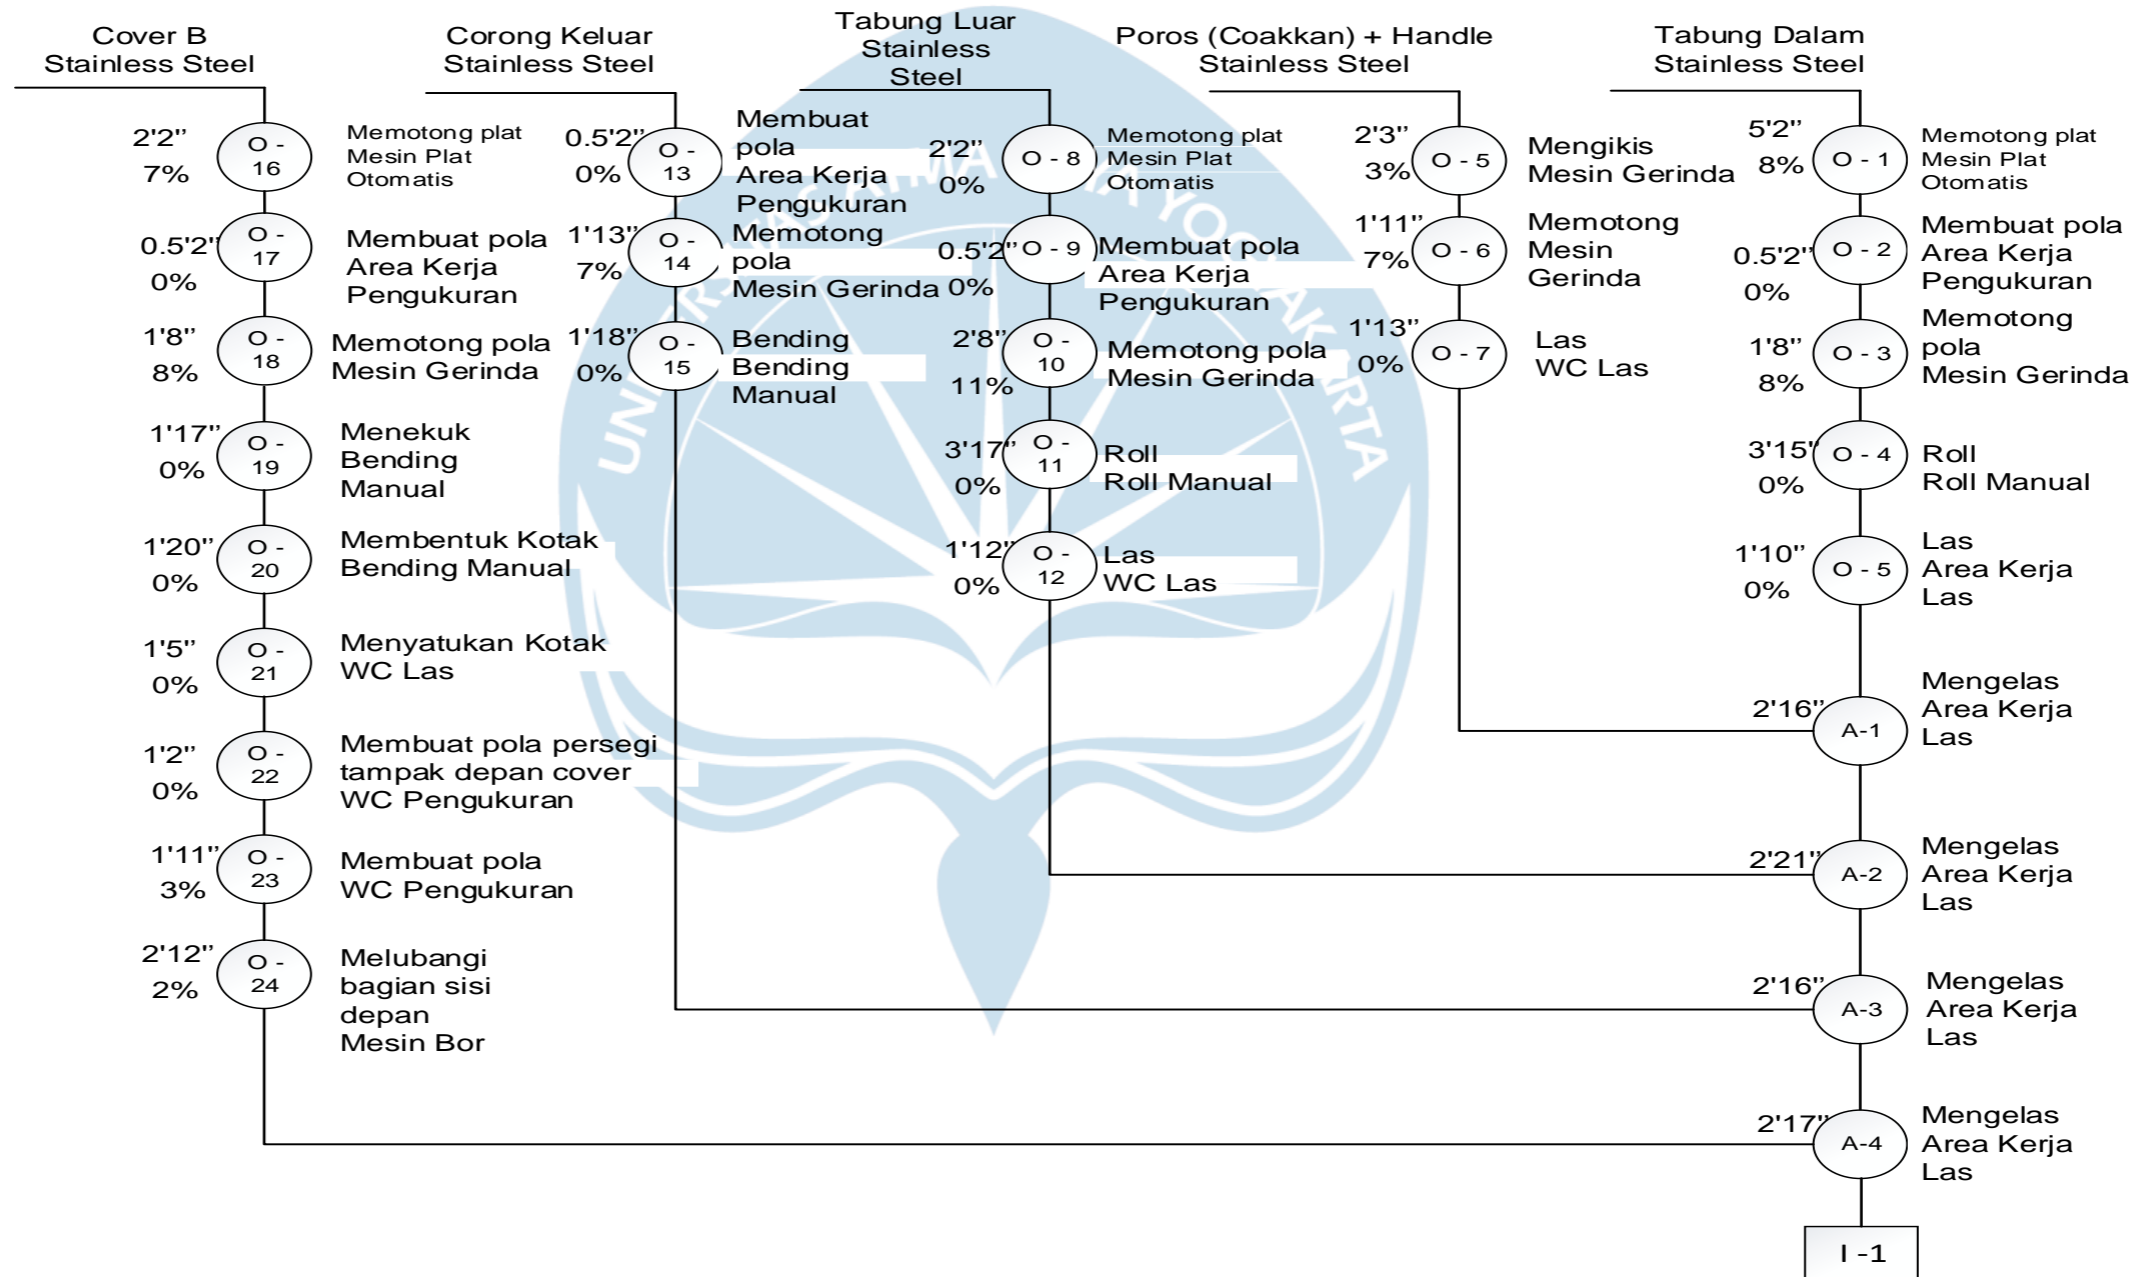 Cover B
Stainless Steel
2'2"
7%
O -
16
Memotong plat
Mesin Plat
Otomatis
0.5'2"
0%
O -
17
Membuat pola
Area Kerja
Pengukuran
1'8"
8%
O -
18
Memotong pola
Mesin Gerinda
1'17"
0%
O -
19
Menekuk
Bending
Manual
1'20"
0%
O -
20
Membentuk Kotak
Bending Manual
1'5"
0%
O -
21
Menyatukan Kotak
WC Las
1'2"
0%
O -
22
Membuat pola persegi
tampak depan cover
WC Pengukuran
1'11"
3%
O -
23
Membuat pola
WC Pengukuran
2'12"
2%
O -
24
Melubangi
bagian sisi
depan
Mesin Bor
Corong Keluar
Stainless Steel
0.5'2"
0%
O -
13
Membuat
pola
Area Kerja
Pengukuran
1'13"
7%
O -
14
Memotong
pola
Mesin Gerinda
1'18"
0%
O -
15
Bending
Bending
Manual
Tabung Luar
Stainless
Steel
2'2"
0%
O - 8
Memotong plat
Mesin Plat
Otomatis
0.5'2"
0%
O - 9
Membuat pola
Area Kerja
Pengukuran
2'8"
11%
O -
10
Memotong pola
Mesin Gerinda
3'17"
0%
O -
11
Roll
Roll Manual
1'12"
0%
O -
12
Las
WC Las
Poros (Coakkan) + Handle
Stainless Steel
2'3"
3%
O - 5
Mengikis
Mesin Gerinda
1'11"
7%
O - 6
Memotong
Mesin
Gerinda
1'13"
0%
O - 7
Las
WC Las
Tabung Dalam
Stainless Steel
5'2"
8%
O - 1
Memotong plat
Mesin Plat
Otomatis
0.5'2"
0%
O - 2
Membuat pola
Area Kerja
Pengukuran
1'8"
8%
O - 3
Memotong
pola
Mesin Gerinda
3'15"
0%
O - 4
Roll
Roll Manual
1'10"
0%
O - 5
Las
Area Kerja
Las
2'16"
A-1
Mengelas
Area Kerja
Las
2'21"
A-2
Mengelas
Area Kerja
Las
2'16"
A-3
Mengelas
Area Kerja
Las
2'17"
A-4
Mengelas
Area Kerja
Las
I -1